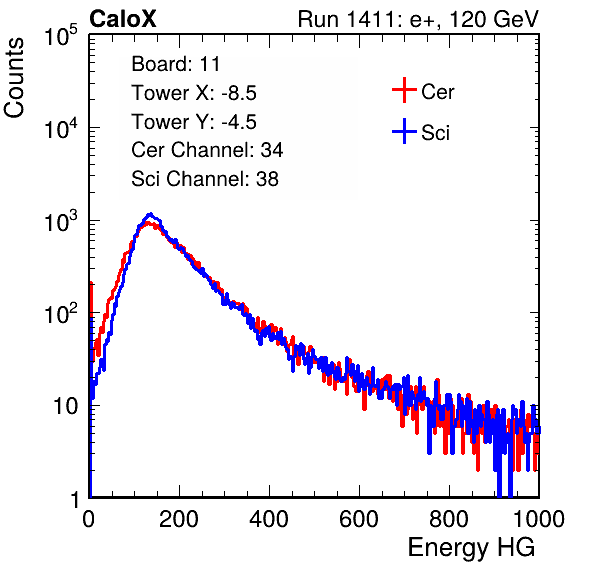 CaloX Run 1411: e+, 120 GeV
Counts
Board: 11
Tower X: -8.5
Tower Y: -4.5
Cer Channel: 34
Sci Channel: 38
Cer
Sci
10^5
10^4
10^3
10^2
10
1
0 200 400 600 800 1000
Energy HG